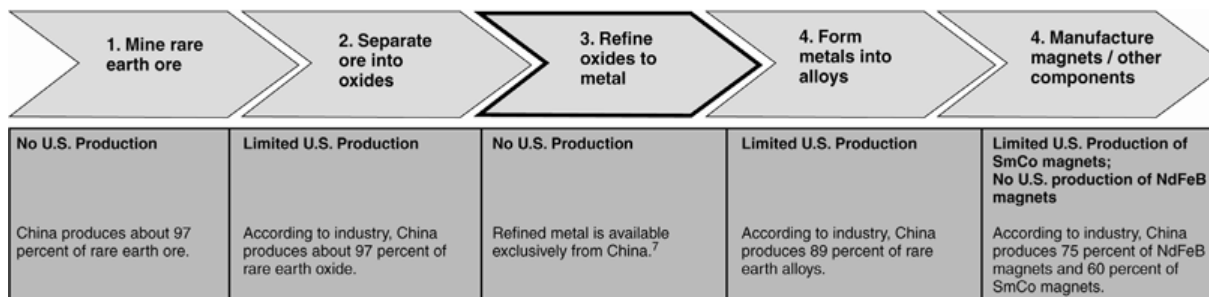 1. Mine rare
earth ore
2. Separate
ore into
oxides
3. Refine
oxides to
metal
4. Form
metals into
alloys
4. Manufacture
magnets / other
components
No U.S. Production
China produces about 97
percent of rare earth ore.
Limited U.S. Production
According to industry, China
produces about 97 percent of
rare earth oxide.
No U.S. Production
Refined metal is available
exclusively from China.7
Limited U.S. Production
According to industry, China
produces 89 percent of rare
earth alloys.
Limited U.S. Production of
SmCo magnets;
No U.S. production of NdFeB
magnets
According to industry, China
produces 75 percent of NdFeB
magnets and 60 percent of
SmCo magnets.